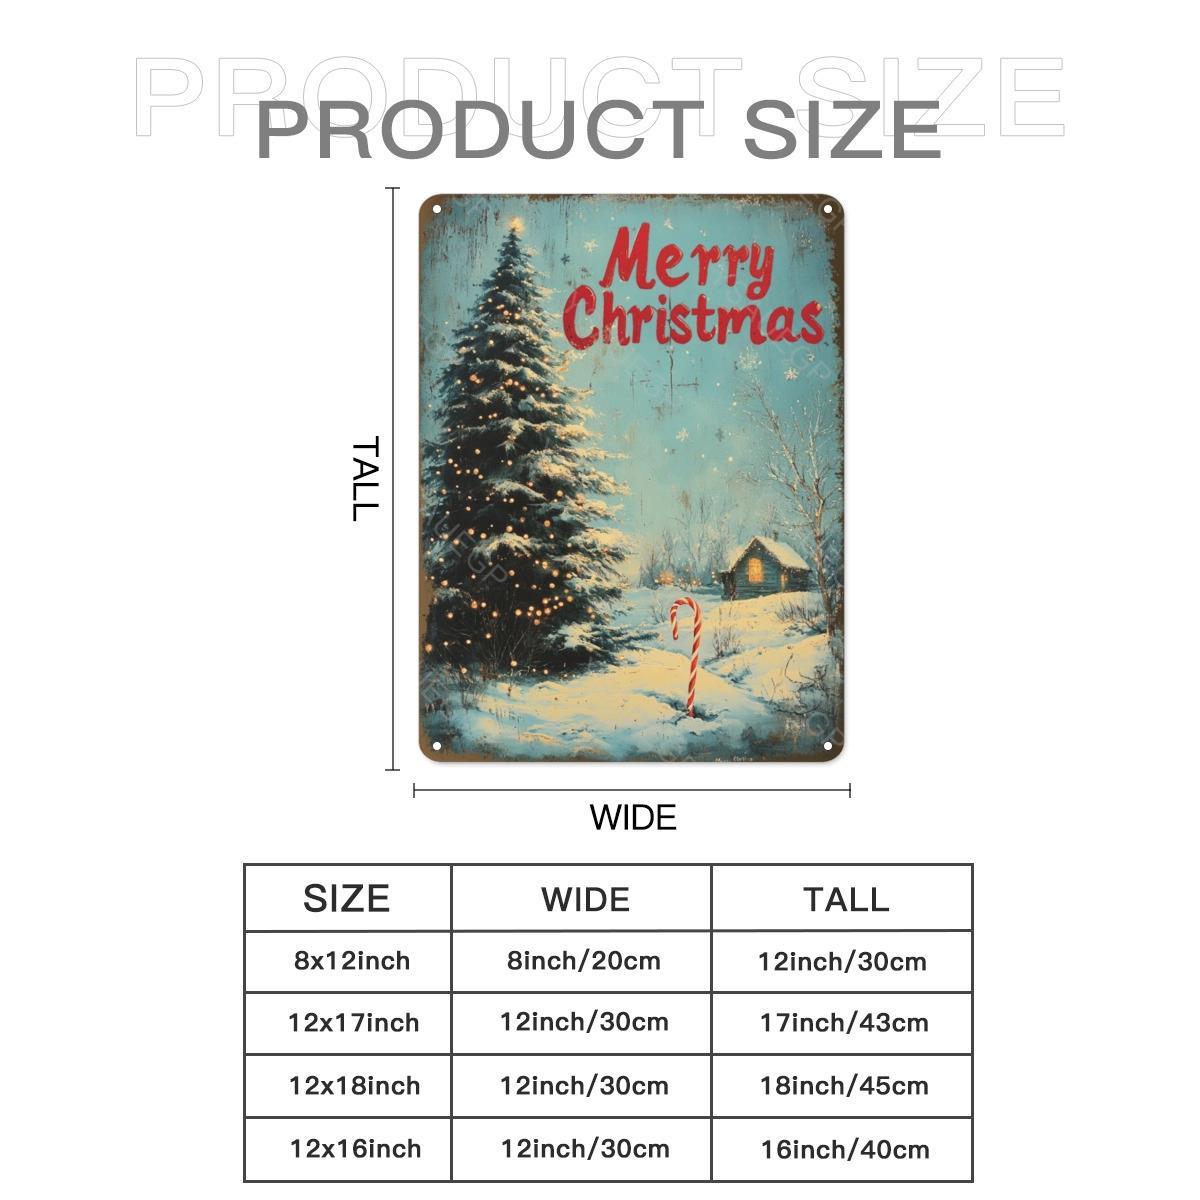 PRODUCT SIZE
PRODUCT SIZE
Merry
Christmas
TALL
WIDE
SIZE WIDE TALL
8x12inch 8inch/20cm 12inch/30cm
12x17inch 12inch/30cm 17inch/43cm
12x18inch 12inch/30cm 18inch/45cm
12x16inch 12inch/30cm 16inch/40cm